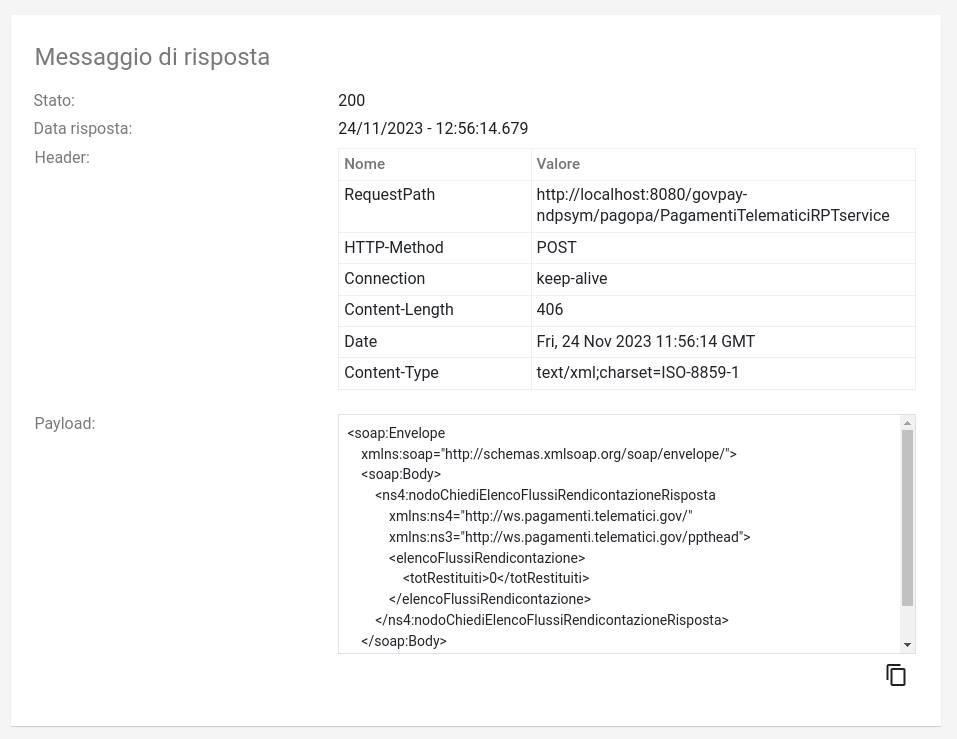 Messaggio di risposta
Stato: 200
Data risposta: 24/11/2023 - 12:56:14.679
Header:
Nome Valore
RequestPath http://localhost:8080/govpay-
ndpsym/pagopa/PagamentiTelematiciRPTservice
HTTP-Method POST
Connection keep-alive
Content-Length 406
Date Fri, 24 Nov 2023 11:56:14 GMT
Content-Type text/xml;charset=ISO-8859-1
Payload:
<soap:Envelope
xmlns:soap="http://schemas.xmlsoap.org/soap/envelope/">
<soap:Body>
<ns4:nodoChiediElencoFlussiRendicontazioneRisposta
xmlns:ns4="http://ws.pagamenti.telematici.gov/"
xmlns:ns3="http://ws.pagamenti.telematici.gov/ppthead">
<elencoFlussiRendicontazione>
<totRestituiti>0</totRestituiti>
</elencoFlussiRendicontazione>
</ns4:nodoChiediElencoFlussiRendicontazioneRisposta>
</soap:Body>